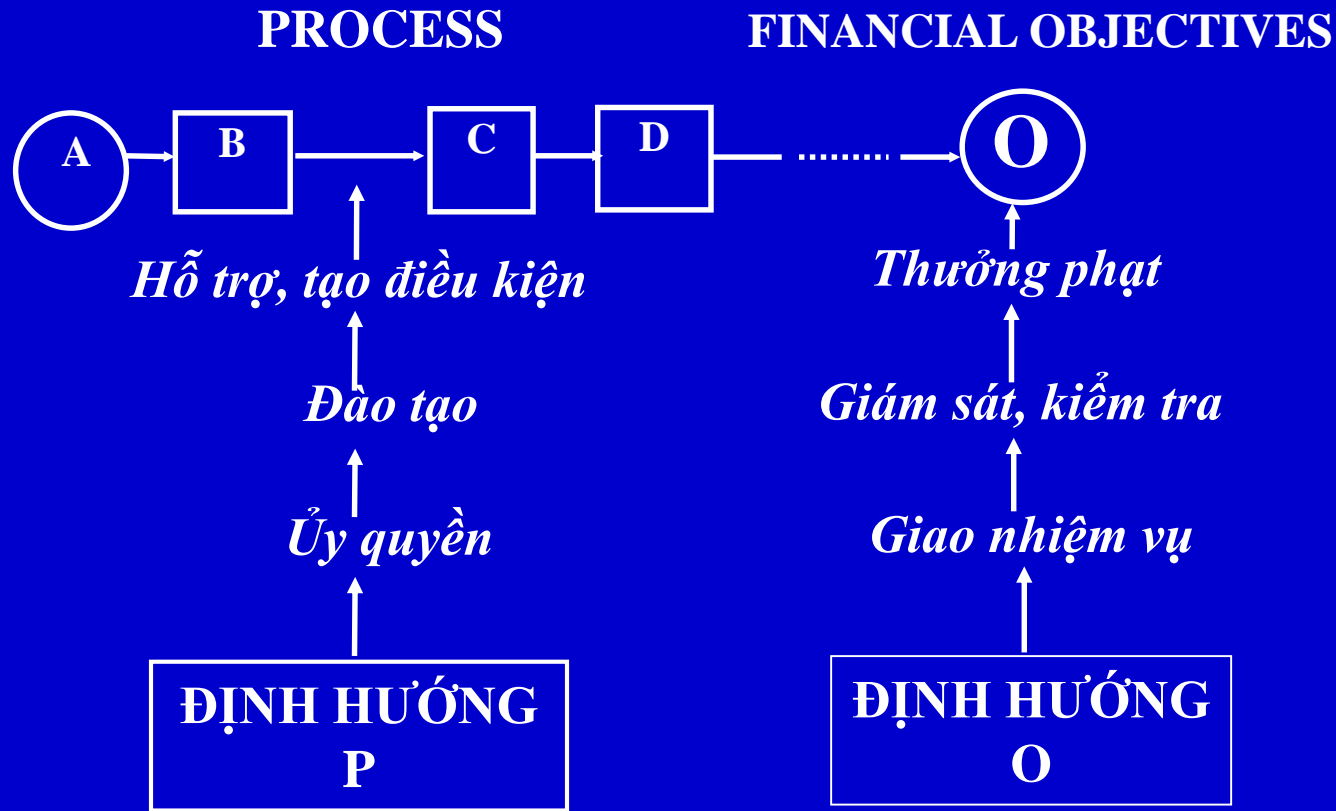 PROCESS
FINANCIAL OBJECTIVES
A
B
C
D
O
Hỗ trợ, tạo điều kiện
Thưởng phạt
Đào tạo
Giám sát, kiểm tra
Ủy quyền
Giao nhiệm vụ
ĐỊNH HƯỚNG
P
ĐỊNH HƯỚNG
O